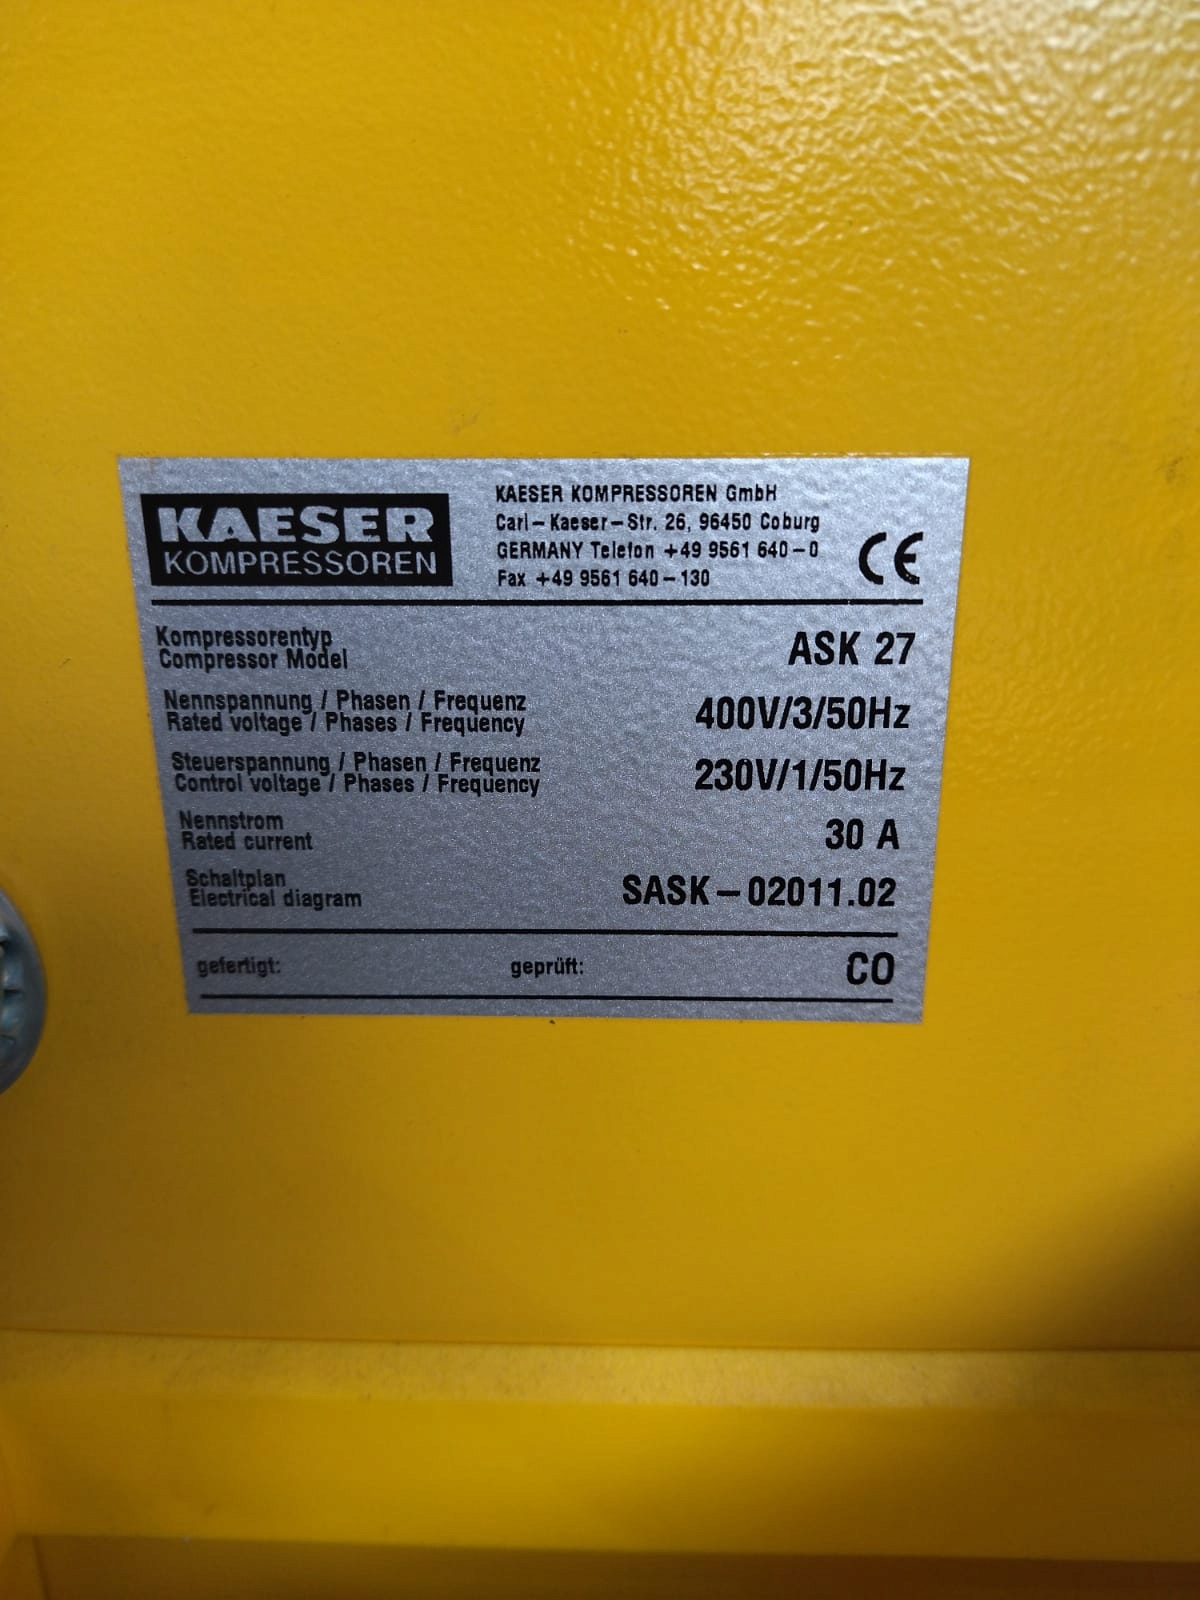 KAESER
KOMPRESSOREN
KAESER KOMPRESSOREN GmbH
Carl-Kaeser-Str. 26, 96450 Coburg
GERMANY Telefon +49 9561 640-0
Fax +49 9561 640-130
CE
Kompressorentyp
Compressor Model
ASK 27
Nennspannung / Phasen / Frequenz
Rated voltage / Phases / Frequency
400V/3/50Hz
Steuerspannung / Phasen / Frequenz
Control voltage / Phases / Frequency
230V/1/50Hz
Nennstrom
Rated current
30 A
Schaltplan
Electrical diagram
SASK-02011.02
gefertigt: geprüft: CO